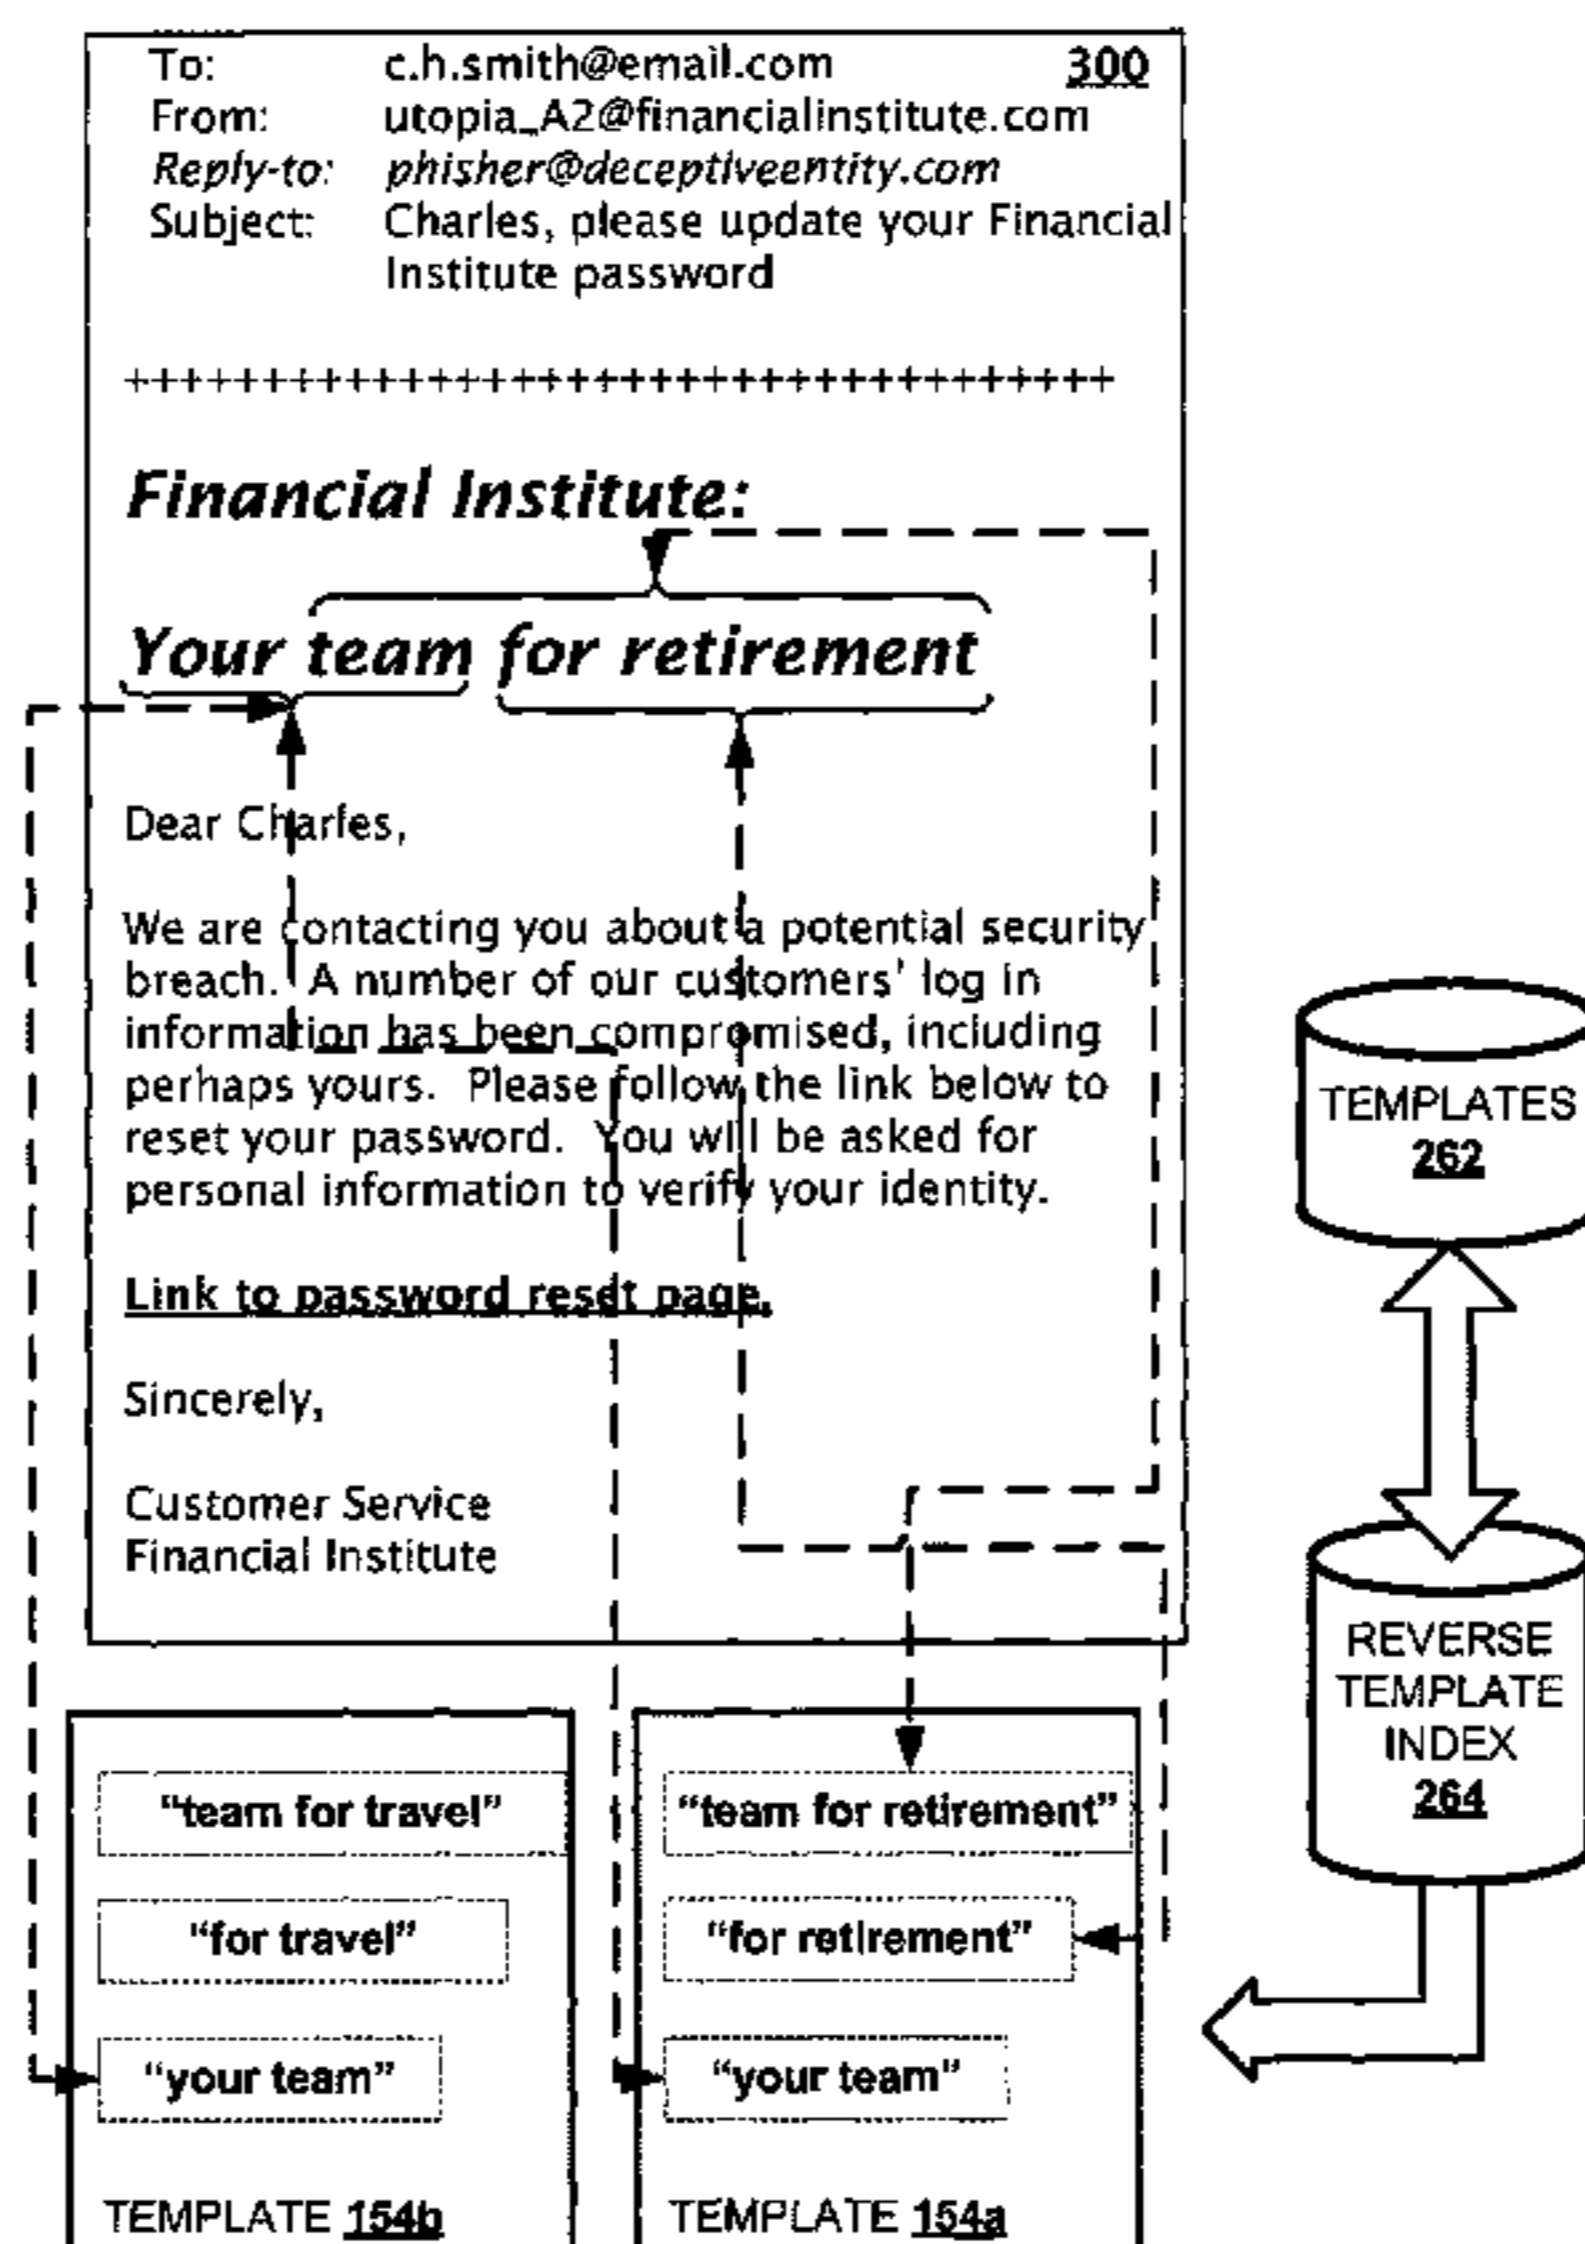 To: c.h.smith@email.com 300
From: utopia_A2@financialinstitute.com
Reply-to: phisher@deceptiveentity.com
Subject: Charles, please update your Financial
Institute password
++++++++++++++++++++++++++++++++++++
Financial Institute:
Your team for retirement
Dear Charles,
We are contacting you about a potential security
breach. A number of our customers' log in
information has been compromised, including
perhaps yours. Please follow the link below to
reset your password. You will be asked for
personal information to verify your identity.
Link to password reset page.
Sincerely,
Customer Service
Financial Institute
TEMPLATES
262
REVERSE
TEMPLATE
INDEX
264
"team for travel"
"for travel"
"your team"
TEMPLATE 154b
"team for retirement"
"for retirement"
"your team"
TEMPLATE 154a